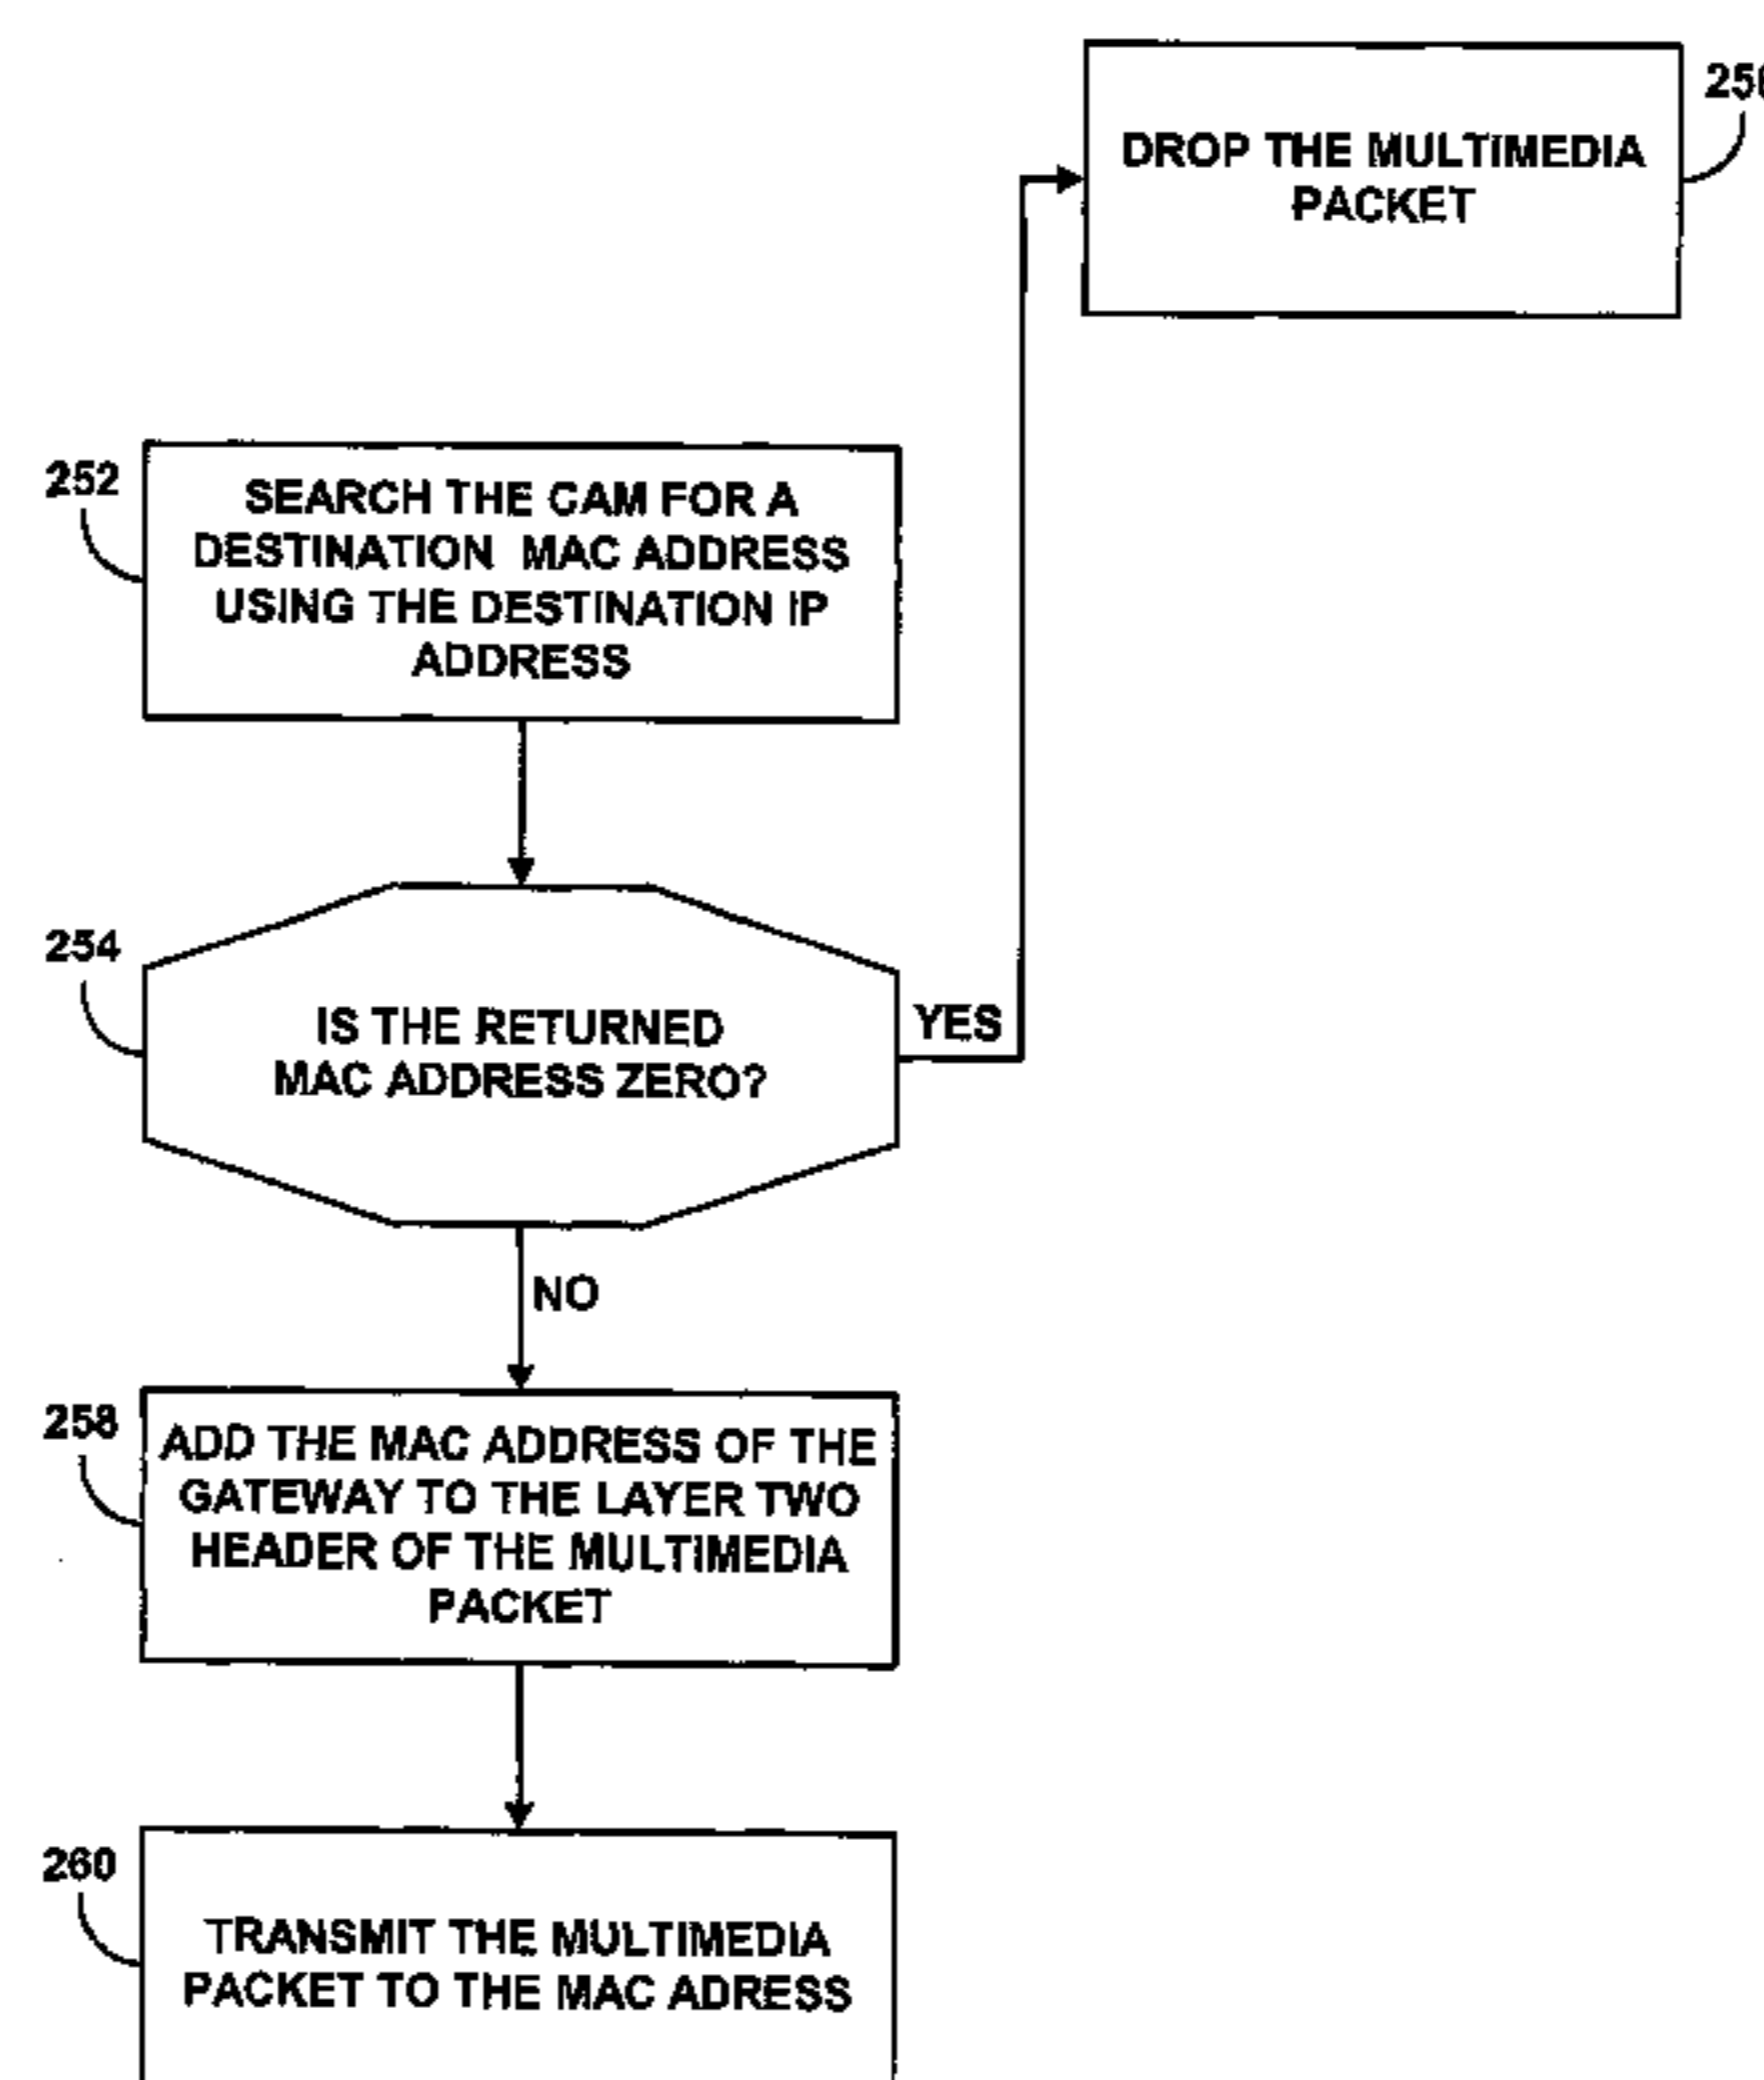 DROP THE MULTIMEDIA
PACKET
252
SEARCH THE CAM FOR A
DESTINATION MAC ADDRESS
USING THE DESTINATION IP
ADDRESS
254
IS THE RETURNED
MAC ADDRESS ZERO?
YES
NO
258
ADD THE MAC ADDRESS OF THE
GATEWAY TO THE LAYER TWO
HEADER OF THE MULTIMEDIA
PACKET
260
TRANSMIT THE MULTIMEDIA
PACKET TO THE MAC ADRESS